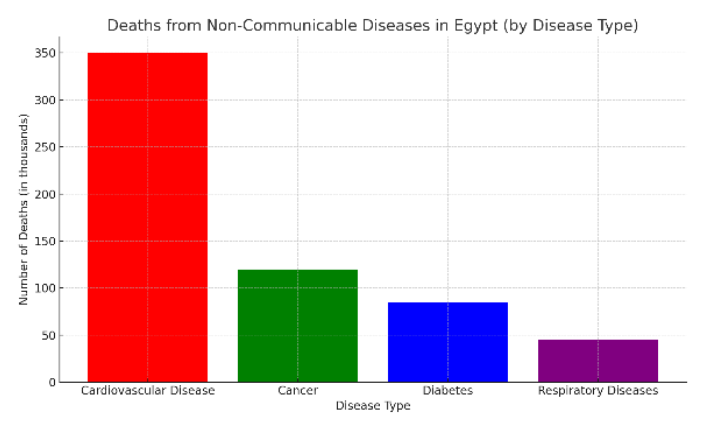 Deaths from Non-Communicable Diseases in Egypt (by Disease Type)
Number of Deaths (in thousands)
350
300
250
200
150
100
50
0
Cardiovascular Disease
Cancer
Diabetes
Respiratory Diseases
Disease Type